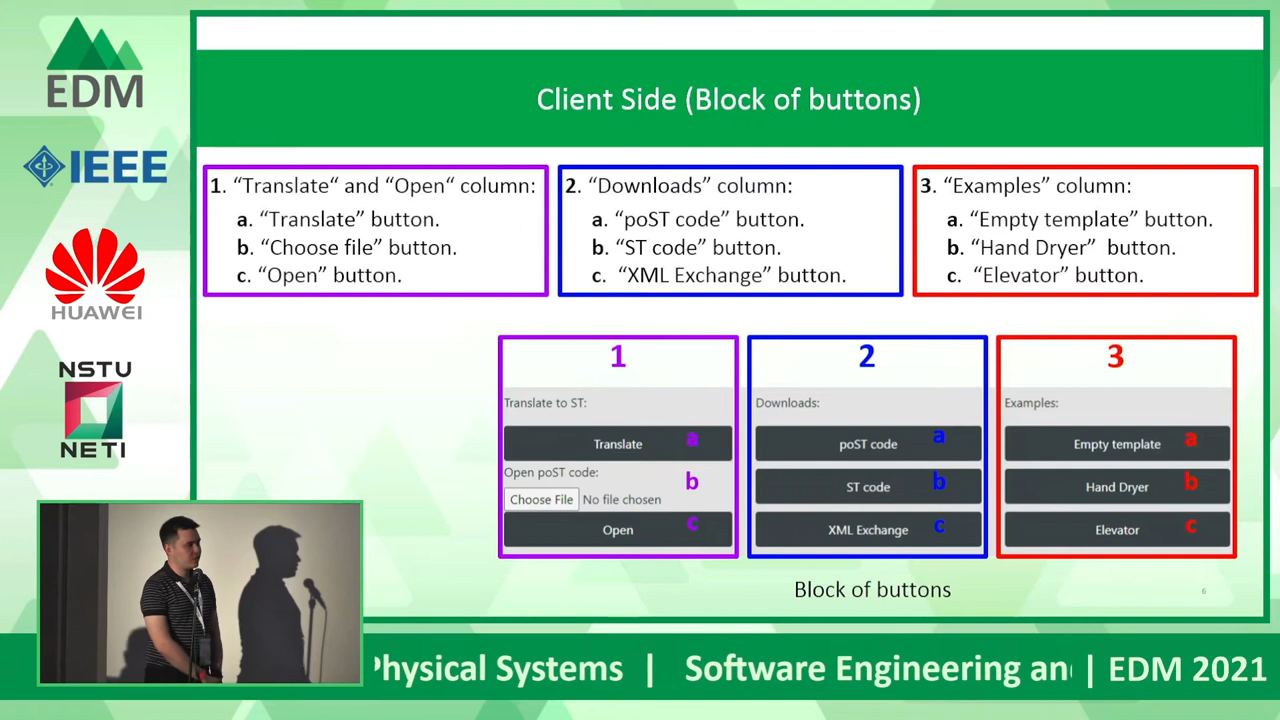 EDM
IEEE
HUAWEI
NSTU
NETI
Client Side (Block of buttons)
1. “Translate“ and “Open“ column:
a. “Translate” button.
b. “Choose file” button.
c. “Open” button.
2. “Downloads” column:
a. “poST code” button.
b. “ST code” button.
c. “XML Exchange” button.
3. “Examples” column:
a. “Empty template” button.
b. “Hand Dryer” button.
c. “Elevator” button.
1
Translate to ST:
Translate a
Open poST code:
b
Choose File No file chosen
Open c
2
Downloads:
poST code a
ST code b
XML Exchange c
3
Examples:
Empty template a
Hand Dryer b
Elevator c
Block of buttons
6
Physical Systems | Software Engineering an | EDM 2021